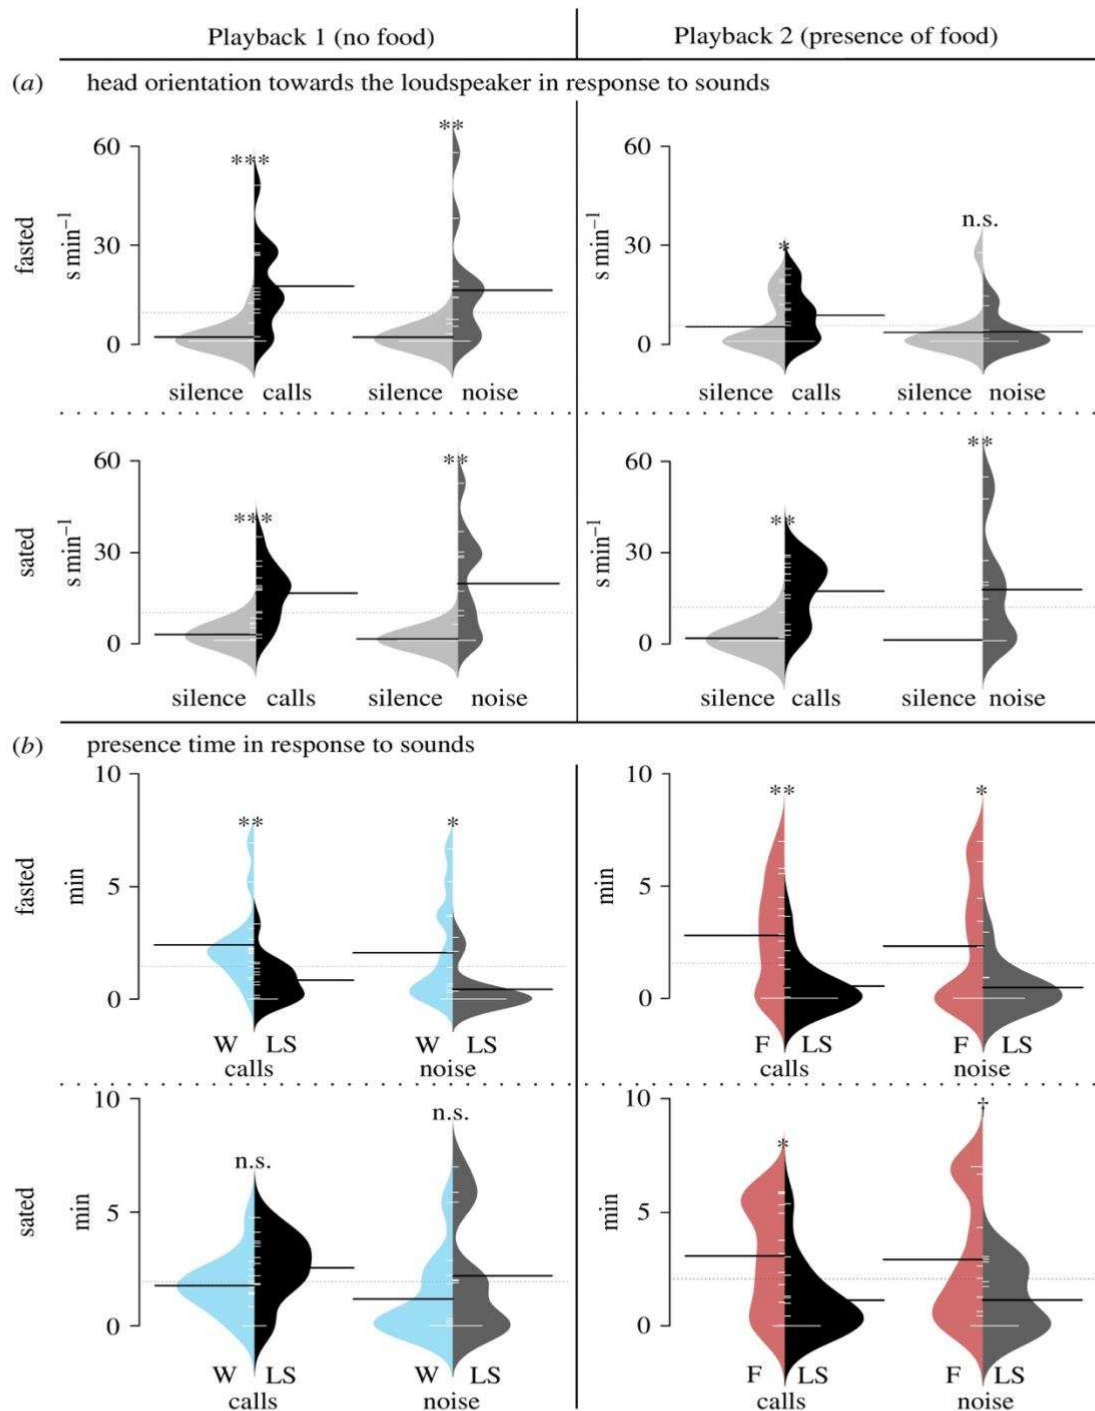 Playback 1 (no food) Playback 2 (presence of food)
(a) head orientation towards the loudspeaker in response to sounds
fasted
s min⁻¹
60
30
0
***
**
silence calls silence noise
s min⁻¹
60
30
0
*
n.s.
silence calls silence noise
sated
s min⁻¹
60
30
0
***
**
silence calls silence noise
s min⁻¹
60
30
0
**
**
silence calls silence noise
(b) presence time in response to sounds
fasted
min
10
5
0
**
*
W LS W LS
calls noise
min
10
5
0
**
*
F LS F LS
calls noise
sated
min
10
5
0
n.s.
n.s.
W LS W LS
calls noise
min
10
5
0
*
†
F LS F LS
calls noise